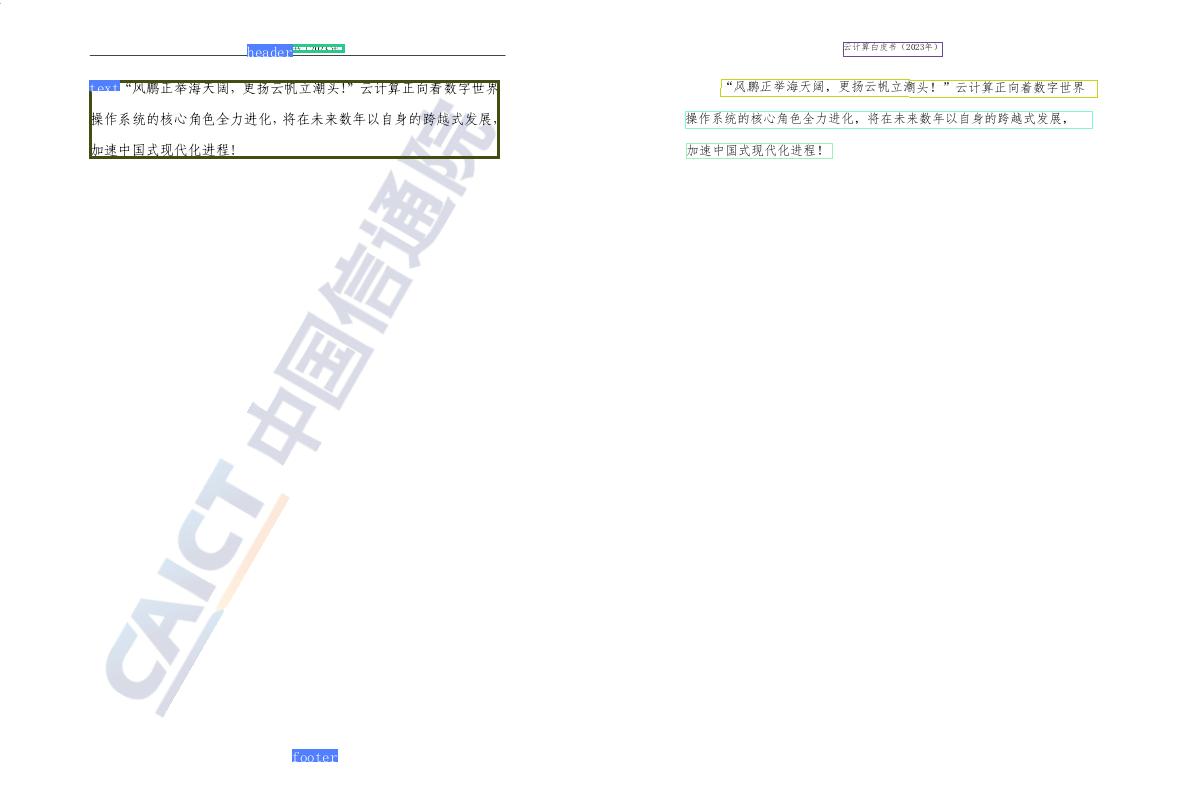 header
text “风鹏正举海天阔，更扬云帆立潮头！”云计算正向着数字世界
操作系统的核心角色全力进化，将在未来数年以自身的跨越式发展，
加速中国式现代化进程！
CAICT 中国信通院
footer
云计算白皮书（2023年）
“风鹏正举海天阔，更扬云帆立潮头！”云计算正向着数字世界
操作系统的核心角色全力进化，将在未来数年以自身的跨越式发展，
加速中国式现代化进程！